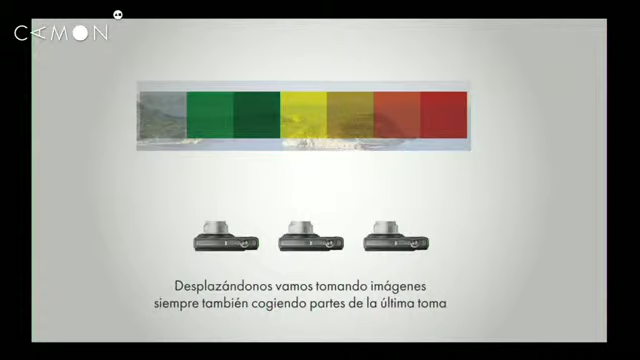 CAMON
Desplazándonos vamos tomando imágenes
siempre también cogiendo partes de la última toma